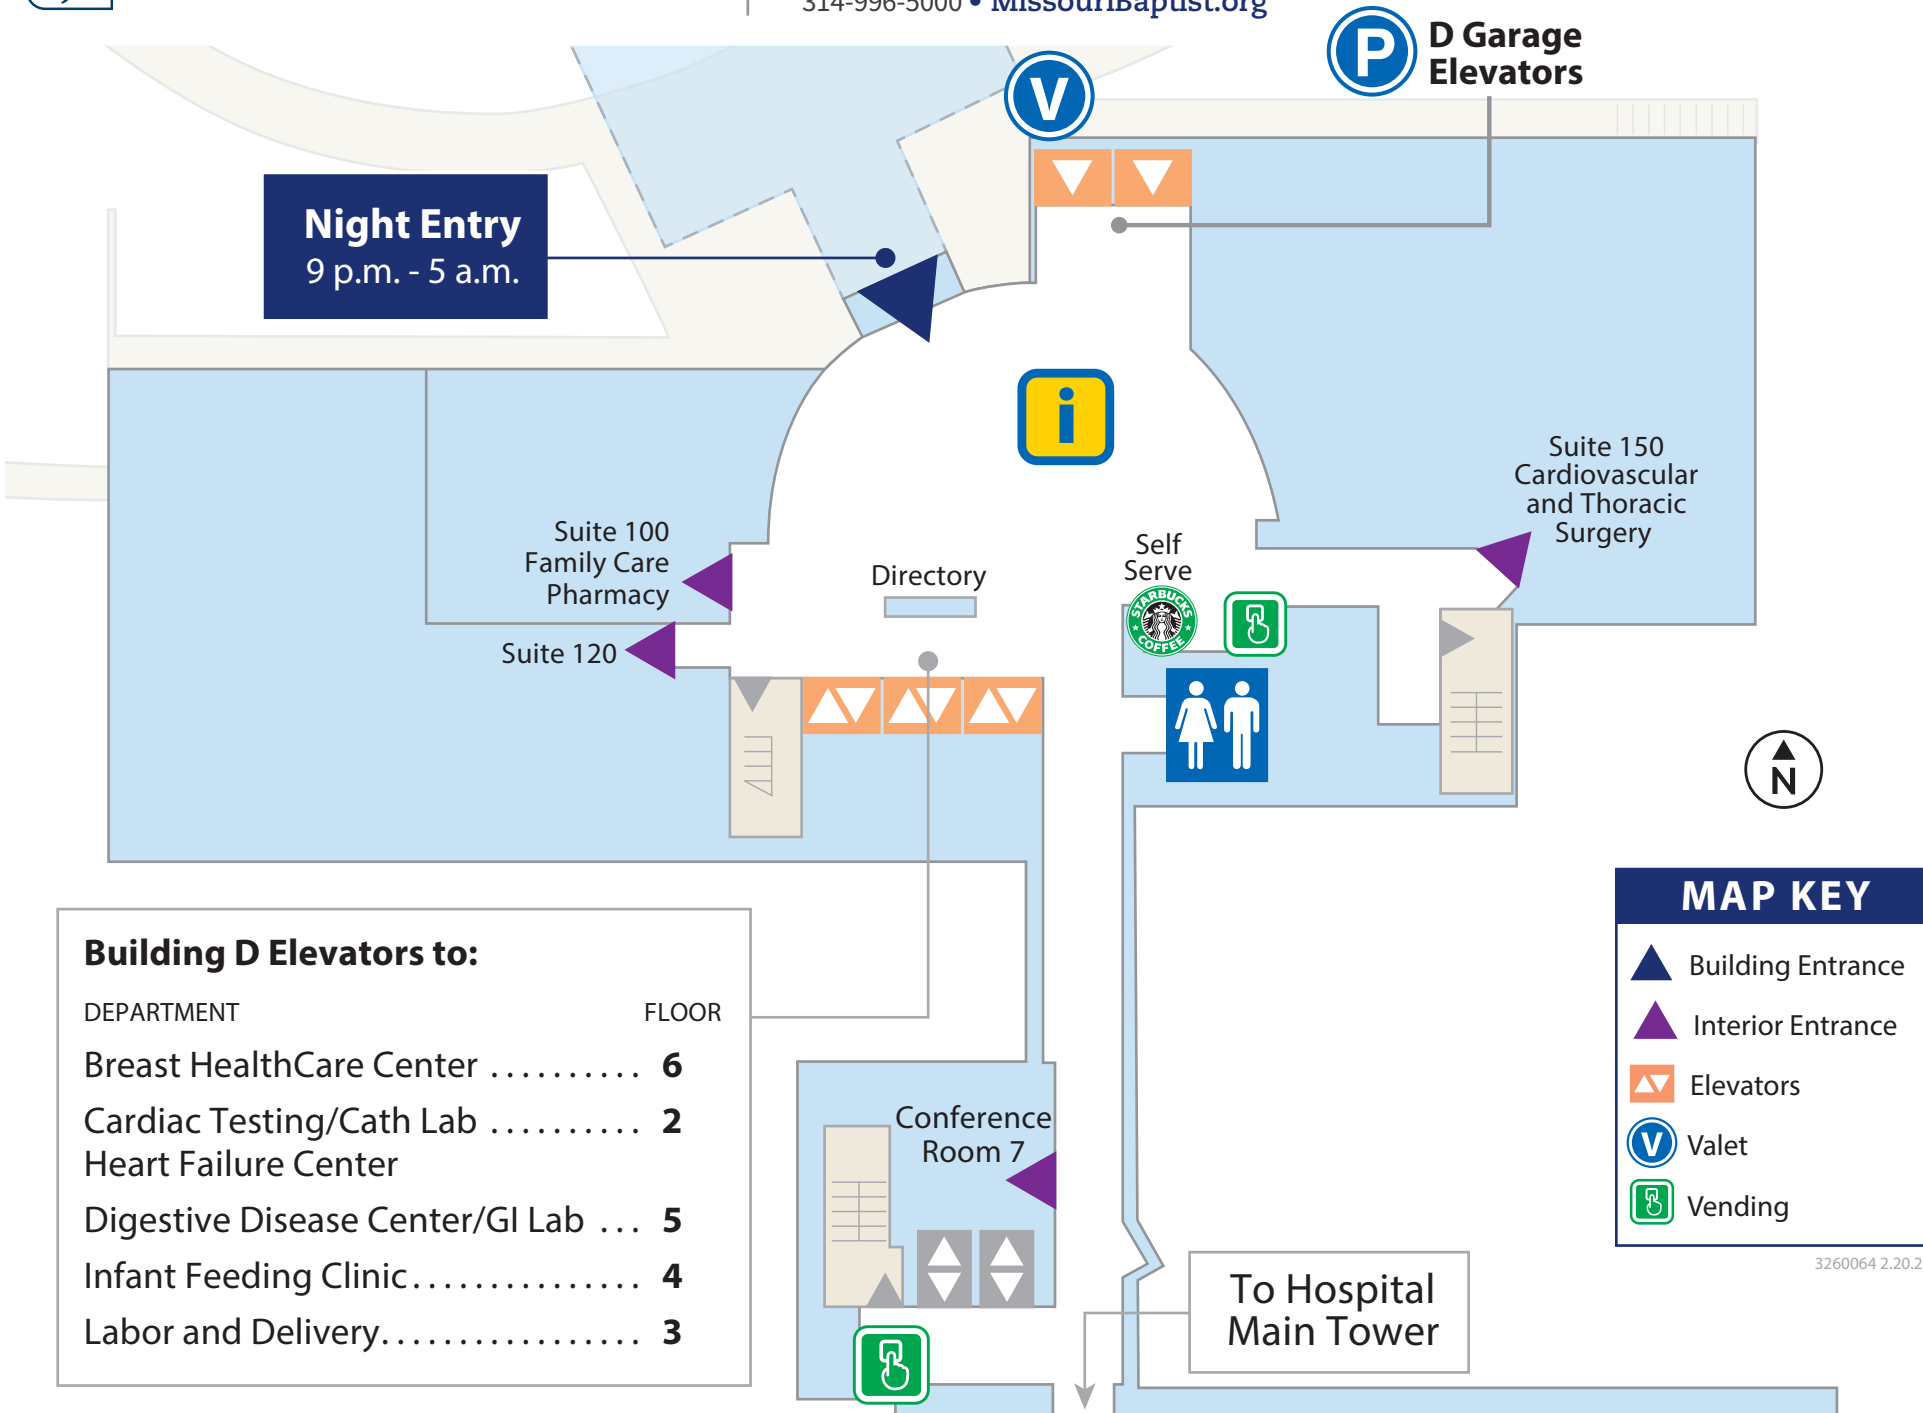 314-996-5000 • MissouriBaptist.org
P
D Garage
Elevators
V
Night Entry
9 p.m. - 5 a.m.
i
Suite 150
Cardiovascular
and Thoracic
Surgery
Suite 100
Family Care
Pharmacy
Suite 120
Directory
Self
Serve
STARBUCKS
COFFEE
N
MAP KEY
Building Entrance
Interior Entrance
Elevators
V Valet
Vending
3260064 2.20.2
Building D Elevators to:
DEPARTMENT FLOOR
Breast HealthCare Center .......... 6
Cardiac Testing/Cath Lab .......... 2
Heart Failure Center
Digestive Disease Center/GI Lab ... 5
Infant Feeding Clinic................ 4
Labor and Delivery.................. 3
Conference
Room 7
To Hospital
Main Tower